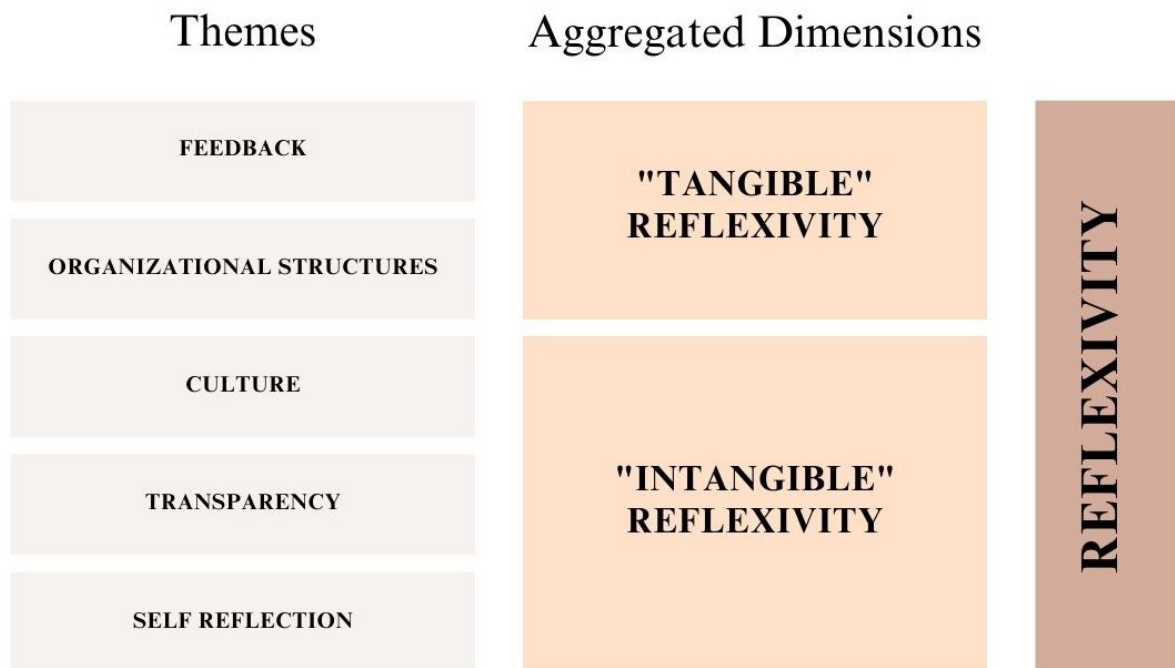 Themes
Aggregated Dimensions
FEEDBACK
ORGANIZATIONAL STRUCTURES
CULTURE
TRANSPARENCY
SELF REFLECTION
"TANGIBLE"
REFLEXIVITY
"INTANGIBLE"
REFLEXIVITY
REFLEXIVITY